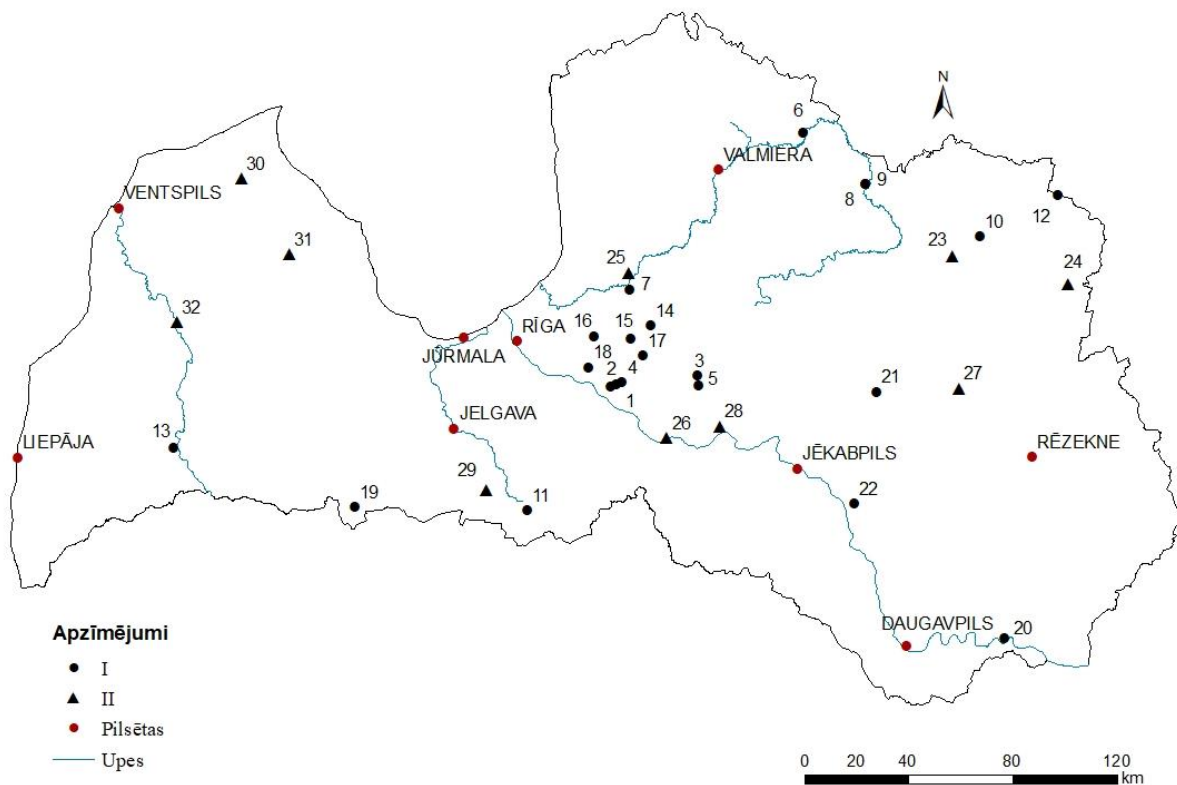 N
6
VALMIERA
30
VENTSPILS
9
8
12
10
31
23
24
25
7
32
14
16
15
RĪGA
17
JŪRMALA
18
3
2
4
5
1
21
27
JELGAVA
26
28
LIEPĀJA
13
RĒZEKNE
JĒKABPILS
29
19
11
22
DAUGAVPILS
20
Apzīmējumi
I
II
Pilsētas
Upes
0 20 40 80 120
km